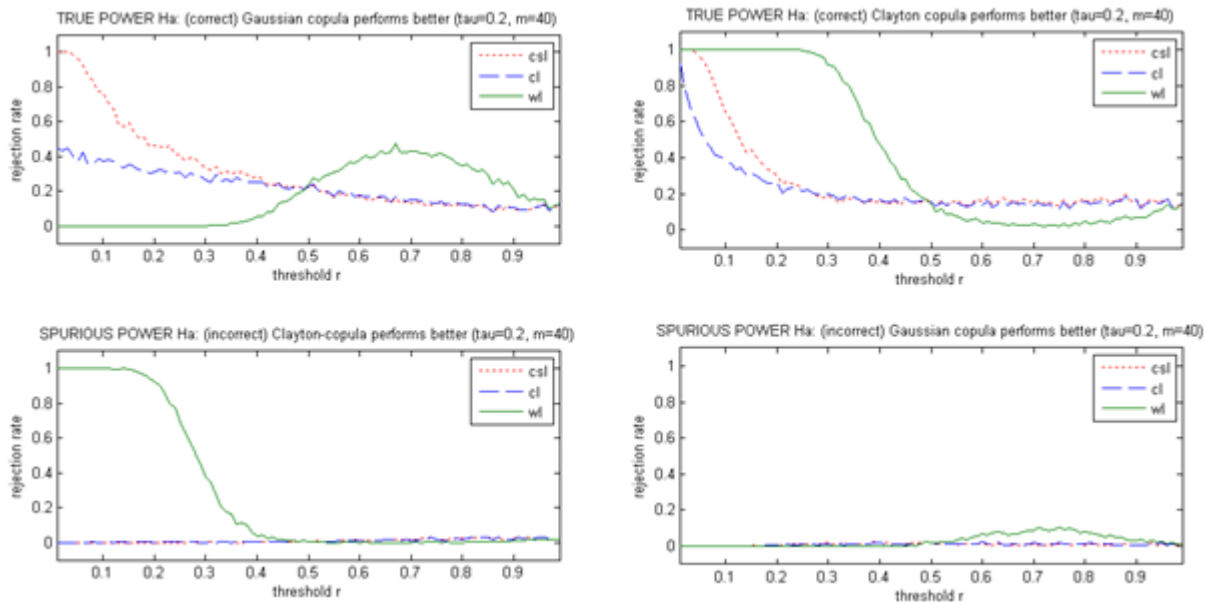 TRUE POWER Ha: (correct) Gaussian copula performs better (tau=0.2, m=40)
1
0.8
0.6
0.4
0.2
0
rejection rate
csl
cl
wl
0.1 0.2 0.3 0.4 0.5 0.6 0.7 0.8 0.9
threshold r
TRUE POWER Ha: (correct) Clayton copula performs better (tau=0.2, m=40)
1
0.8
0.6
0.4
0.2
0
rejection rate
csl
cl
wl
0.1 0.2 0.3 0.4 0.5 0.6 0.7 0.8 0.9
threshold r
SPURIOUS POWER Ha: (incorrect) Clayton-copula performs better (tau=0.2, m=40)
1
0.8
0.6
0.4
0.2
0
rejection rate
csl
cl
wl
0.1 0.2 0.3 0.4 0.5 0.6 0.7 0.8 0.9
threshold r
SPURIOUS POWER Ha: (incorrect) Gaussian copula performs better (tau=0.2, m=40)
1
0.8
0.6
0.4
0.2
0
rejection rate
csl
cl
wl
0.1 0.2 0.3 0.4 0.5 0.6 0.7 0.8 0.9
threshold r